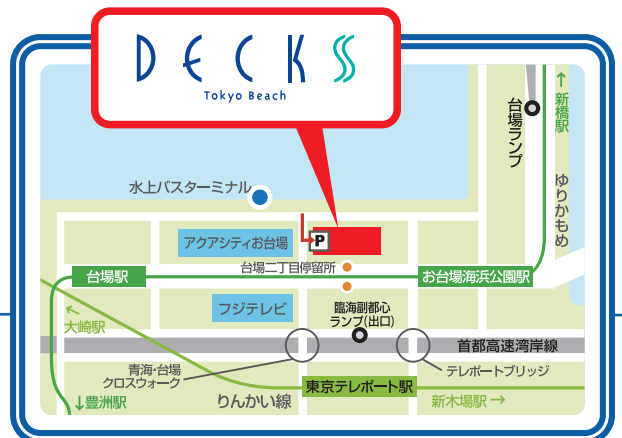 DECKS
Tokyo Beach
↑新橋駅
台場ランプ
ゆりかもめ
水上バスターミナル
アクアシティお台場
P
台場二丁目停留所
台場駅
お台場海浜公園駅
フジテレビ
臨海副都心
ランプ(出口)
←大崎駅
首都高速湾岸線
青海・台場
クロスウォーク
テレポートブリッジ
東京テレポート駅
↓豊洲駅
りんかい線
新木場駅→